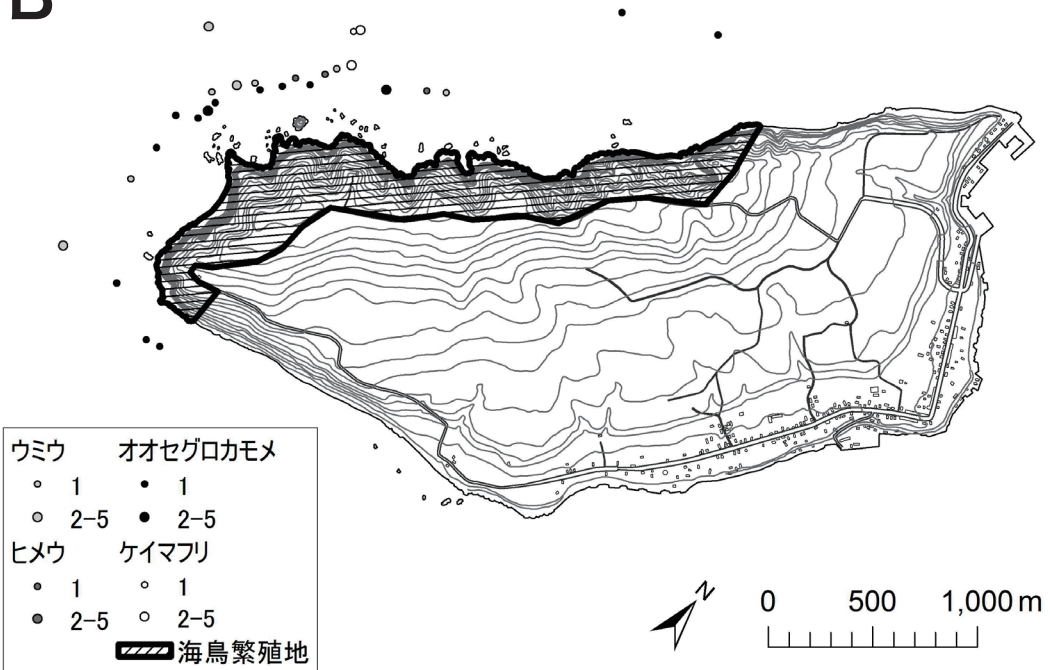 B
ウミウ オオセグロカモメ
1 1
2-5 2-5
ヒメウ ケイマフリ
1 1
2-5 2-5
海鳥繁殖地
N
0 500 1,000 m